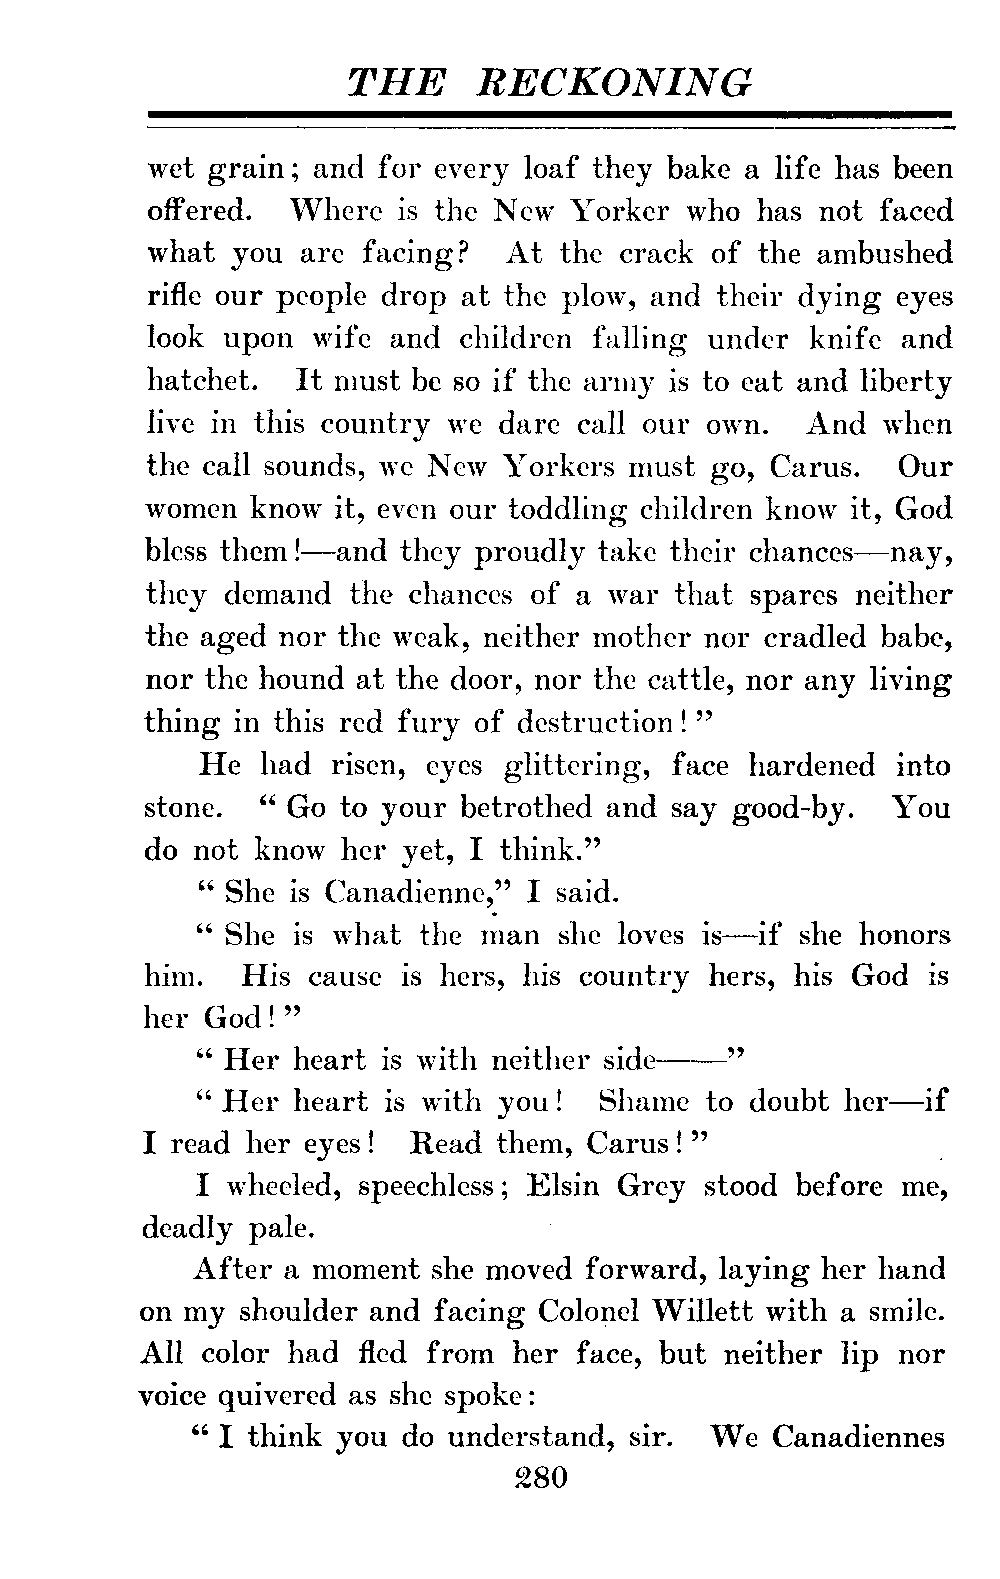 THE RECKONING
wet grain; and for every loaf they bake a life has been
offered. Where is the New Yorker who has not faced
what you are facing? At the crack of the ambushed
rifle our people drop at the plow, and their dying eyes
look upon wife and children falling under knife and
hatchet. It must be so if the army is to eat and liberty
live in this country we dare call our own. And when
the call sounds, we New Yorkers must go, Carus. Our
women know it, even our toddling children know it, God
bless them!—and they proudly take their chances—nay,
they demand the chances of a war that spares neither
the aged nor the weak, neither mother nor cradled babe,
nor the hound at the door, nor the cattle, nor any living
thing in this red fury of destruction!"
He had risen, eyes glittering, face hardened into
stone. "Go to your betrothed and say good-by. You
do not know her yet, I think."
"She is Canadienne," I said.
"She is what the man she loves is—if she honors
him. His cause is hers, his country hers, his God is
her God!"
"Her heart is with neither side——"
"Her heart is with you! Shame to doubt her—if
I read her eyes! Read them, Carus!"
I wheeled, speechless; Elsin Grey stood before me,
deadly pale.
After a moment she moved forward, laying her hand
on my shoulder and facing Colonel Willett with a smile.
All color had fled from her face, but neither lip nor
voice quivered as she spoke:
"I think you do understand, sir. We Canadiennes
280